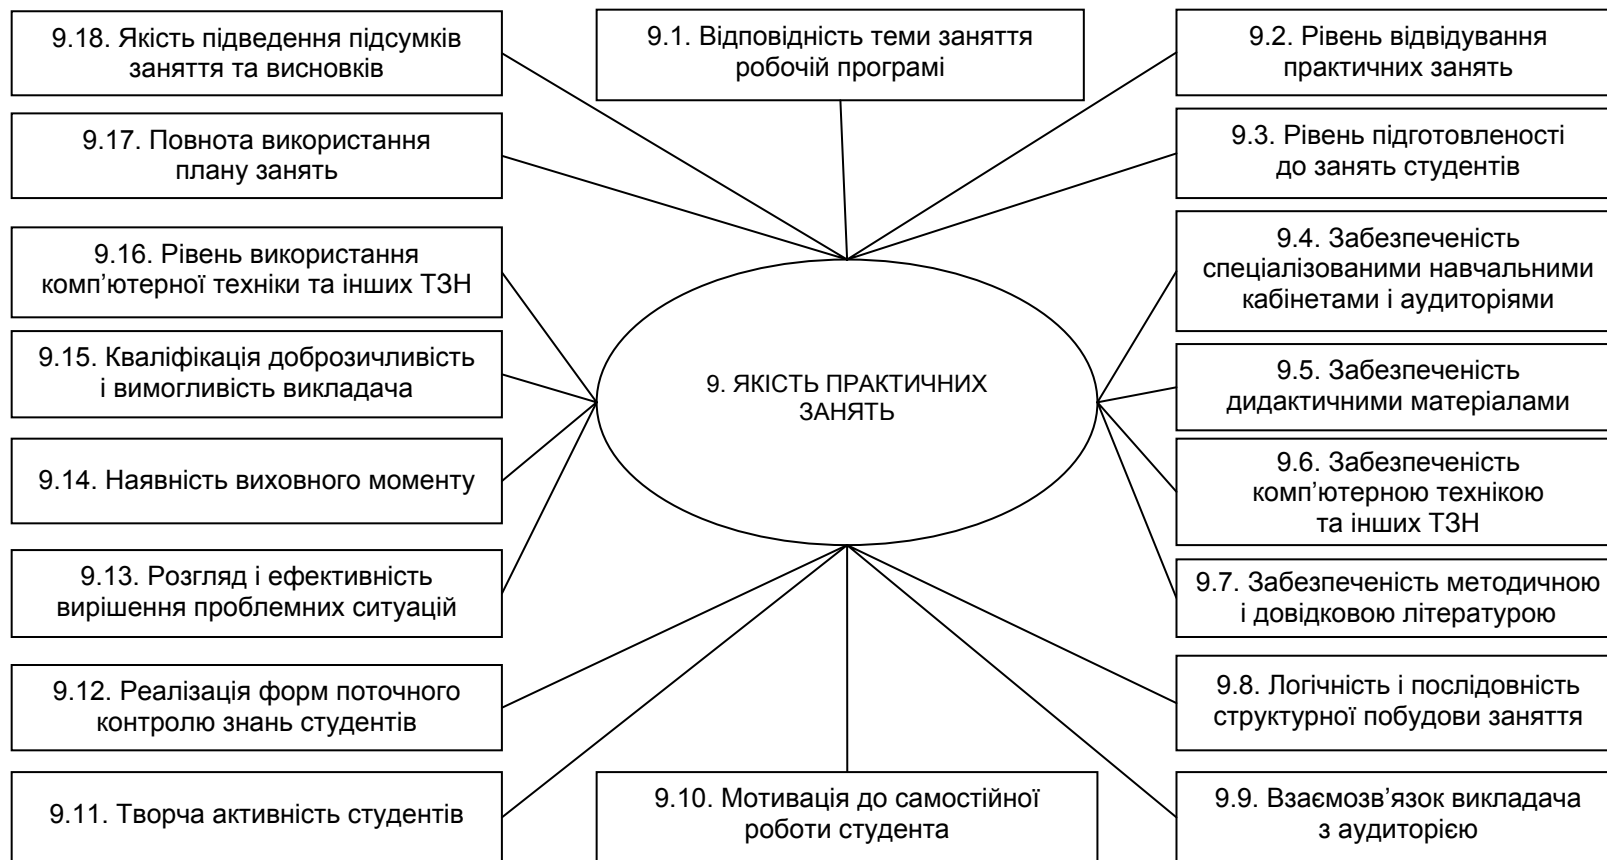 9.18. Якість підведення підсумків
заняття та висновків
9.1. Відповідність теми заняття
робочій програмі
9.2. Рівень відвідування
практичних занять
9.17. Повнота використання
плану занять
9.3. Рівень підготовленості
до занять студентів
9.16. Рівень використання
комп’ютерної техніки та інших ТЗН
9.4. Забезпеченість
спеціалізованими навчальними
кабінетами і аудиторіями
9.15. Кваліфікація доброзичливість
і вимогливість викладача
9. ЯКІСТЬ ПРАКТИЧНИХ
ЗАНЯТЬ
9.5. Забезпеченість
дидактичними матеріалами
9.14. Наявність виховного моменту
9.6. Забезпеченість
комп’ютерною технікою
та інших ТЗН
9.13. Розгляд і ефективність
вирішення проблемних ситуацій
9.7. Забезпеченість методичною
і довідковою літературою
9.12. Реалізація форм поточного
контролю знань студентів
9.8. Логічність і послідовність
структурної побудови заняття
9.11. Творча активність студентів
9.10. Мотивація до самостійної
роботи студента
9.9. Взаємозв’язок викладача
з аудиторією